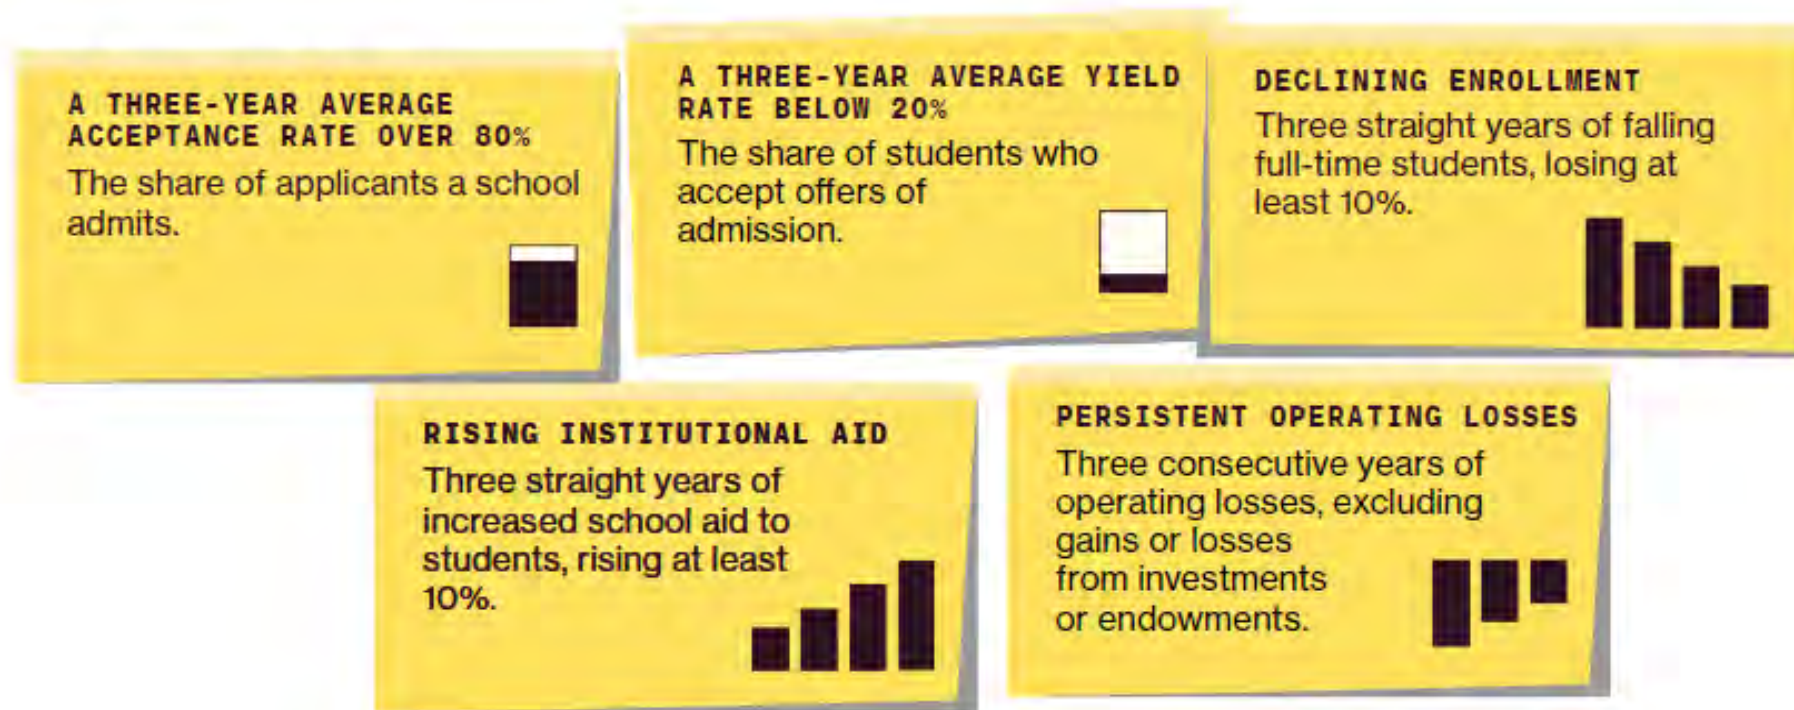 A THREE-YEAR AVERAGE
ACCEPTANCE RATE OVER 80%
The share of applicants a school
admits.
A THREE-YEAR AVERAGE YIELD
RATE BELOW 20%
The share of students who
accept offers of
admission.
DECLINING ENROLLMENT
Three straight years of falling
full-time students, losing at
least 10%.
RISING INSTITUTIONAL AID
Three straight years of
increased school aid to
students, rising at least
10%.
PERSISTENT OPERATING LOSSES
Three consecutive years of
operating losses, excluding
gains or losses
from investments
or endowments.